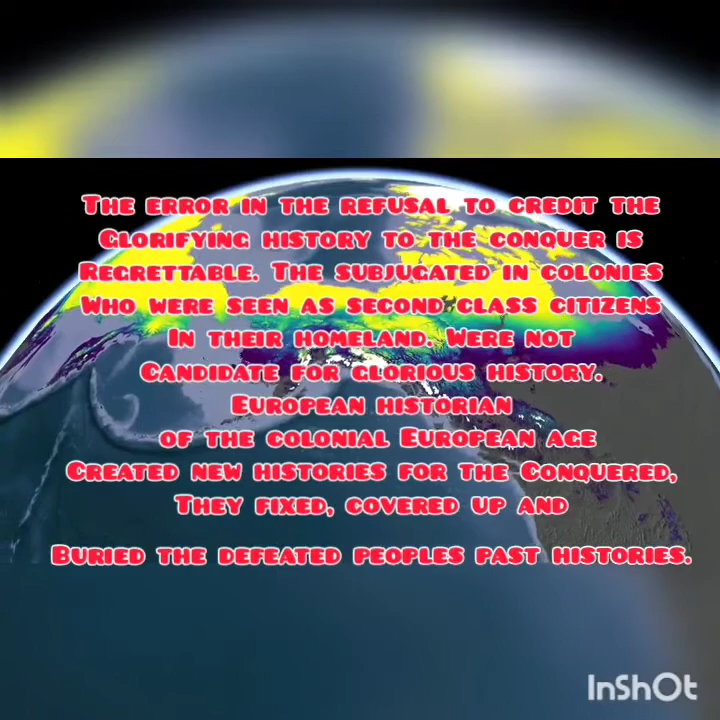 The error in the refusal to credit the
Glorifying history to the conquer is
Regrettable. The subjugated in colonies
Who were seen as second class citizens
In their homeland. Were not
Candidate for glorious history.
European historian
of the colonial European age
Created new histories for the Conquered,
They fixed, covered up and
Buried the defeated peoples past histories.
InShOt